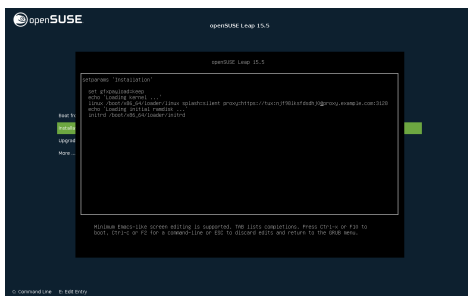 openSUSE
openSUSE Leap 15.5
openSUSE Leap 15.5
setparams 'Installation'
set gfxpayload=keep
echo 'Loading kernel ...'
linux /boot/x86_64/loader/linux splash=silent
echo 'Loading initial ramdisk ...'
initrd /boot/x86_64/loader/initrd
Boot
Upgrad
More ...
Minimum Emacs-like screen editing is supported. TAB lists completions. Press Ctrl-x or F10 to
boot, Ctrl-c or F2 for a command-line or ESC to discard edits and return to the GRUB menu.
C: Command Line E: Edit Entry